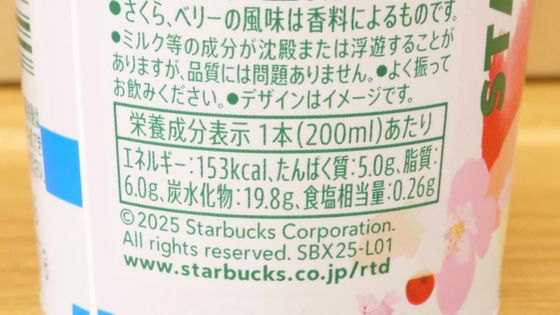 ●さくら、ベリーの風味は香料によるものです。
●ミルク等の成分が沈殿または浮遊することが
ありますが、品質には問題ありません。●よく振って
お飲みください。●デザインはイメージです。
栄養成分表示 1本(200ml)あたり
エネルギー:153kcal、たんぱく質:5.0g、脂質:
6.0g、炭水化物:19.8g、食塩相当量:0.26g
©2025 Starbucks Corporation.
All rights reserved. SBX25-L01
www.starbucks.co.jp/rtd
STA